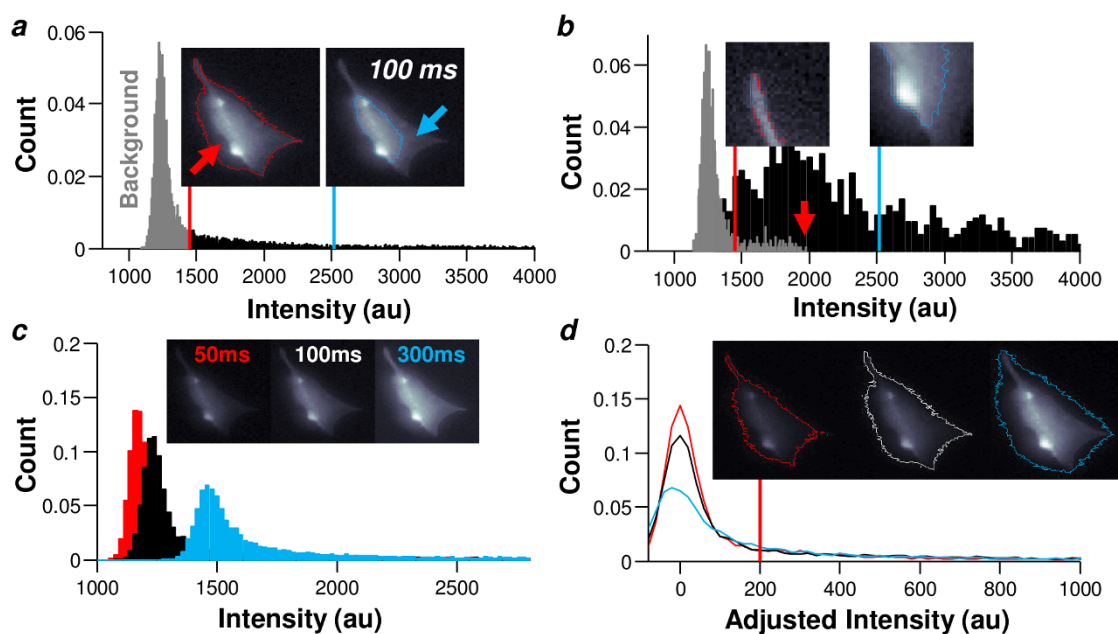 a
0.06
0.04
0.02
0
Count
Background
100 ms
1000 1500 2000 2500 3000 3500 4000
Intensity (au)
b
0.06
0.04
0.02
0
Count
1000 1500 2000 2500 3000 3500 4000
Intensity (au)
c
0.2
0.15
0.1
0.05
0
Count
50ms 100ms 300ms
1000 1500 2000 2500
Intensity (au)
d
0.2
0.15
0.1
0.05
0
Count
0 200 400 600 800 1000
Adjusted Intensity (au)